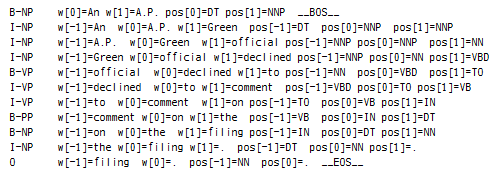 B-NP w[0]=An w[1]=A.P. pos[0]=DT pos[1]=NNP __BOS__
I-NP w[-1]=An w[0]=A.P. w[1]=Green pos[-1]=DT pos[0]=NNP pos[1]=NNP
I-NP w[-1]=A.P. w[0]=Green w[1]=official pos[-1]=NNP pos[0]=NNP pos[1]=NN
I-NP w[-1]=Green w[0]=official w[1]=declined pos[-1]=NNP pos[0]=NN pos[1]=VBD
B-VP w[-1]=official w[0]=declined w[1]=to pos[-1]=NN pos[0]=VBD pos[1]=TO
I-VP w[-1]=declined w[0]=to w[1]=comment pos[-1]=VBD pos[0]=TO pos[1]=VB
I-VP w[-1]=to w[0]=comment w[1]=on pos[-1]=TO pos[0]=VB pos[1]=IN
B-PP w[-1]=comment w[0]=on w[1]=the pos[-1]=VB pos[0]=IN pos[1]=DT
B-NP w[-1]=on w[0]=the w[1]=filing pos[-1]=IN pos[0]=DT pos[1]=NN
I-NP w[-1]=the w[0]=filing w[1]=. pos[-1]=DT pos[0]=NN pos[1]=.
O w[-1]=filing w[0]=. pos[-1]=NN pos[0]=. __EOS__